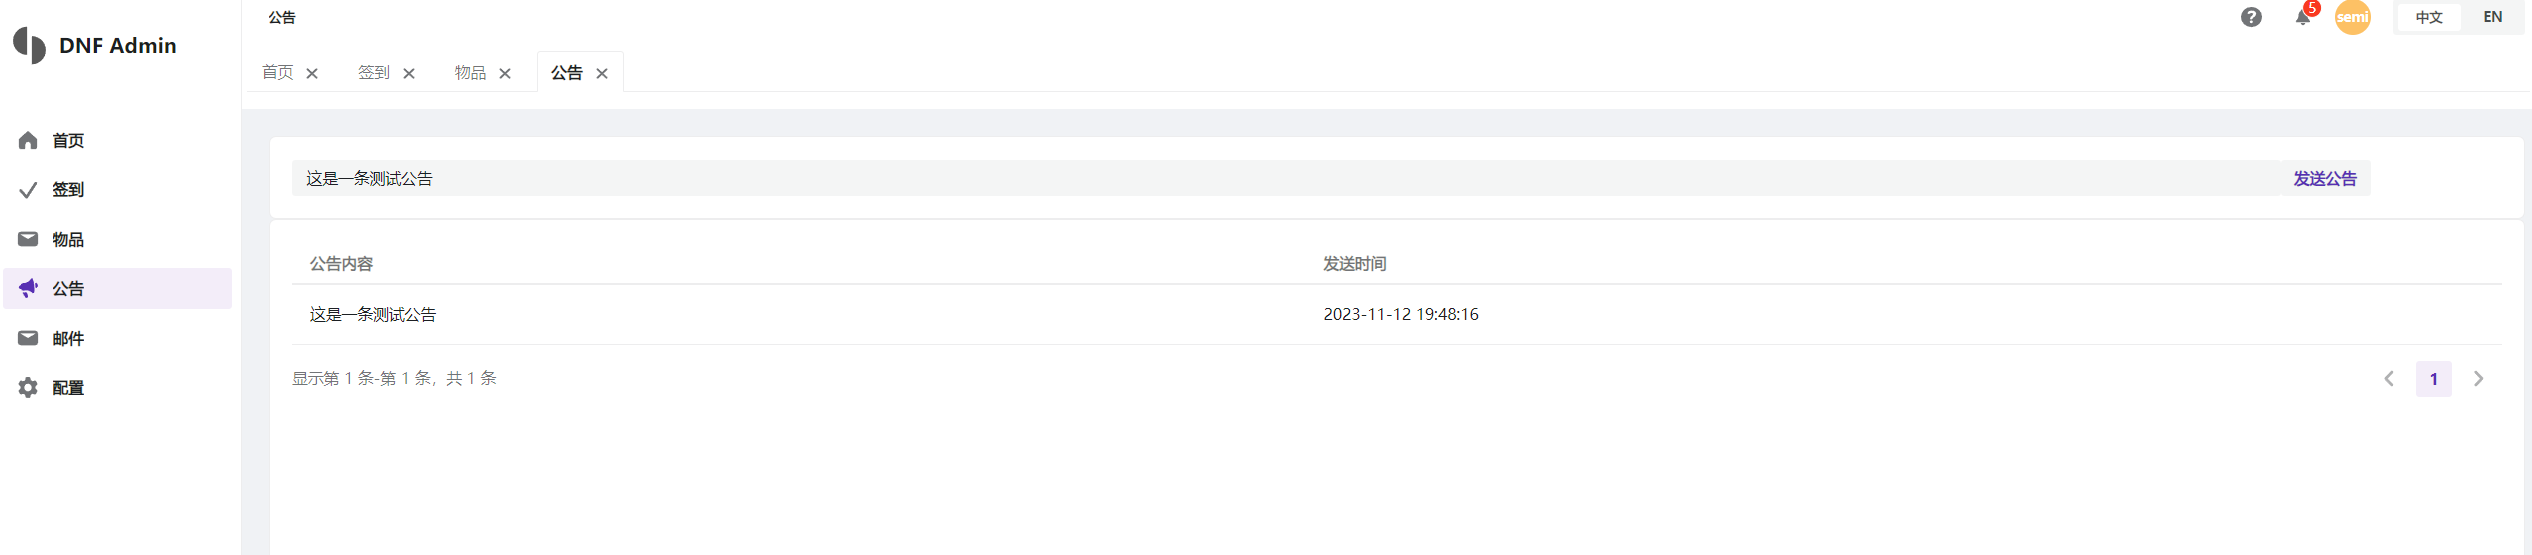 DNF Admin
首页
签到
物品
公告
邮件
配置
公告
5
semi
中文 EN
首页 签到 物品 公告
这是一条测试公告 发送公告
公告内容 发送时间
这是一条测试公告 2023-11-12 19:48:16
显示第 1 条-第 1 条，共 1 条 1